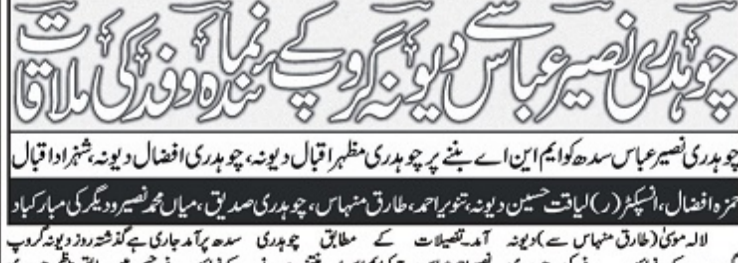 چوہدری نصیر عباس سے دیونہ گروپ کے نمائندہ وفد کی ملاقات
چوہدری نصیر عباس سدھ کو ایم این اے بننے پر چوہدری مظہر اقبال دیونہ، چوہدری افضال دیونہ، شہزاد اقبال
حمزہ افضال، انسپکٹر (ر) لیاقت حسین دیونہ، تنویر احمد، طارق منہاس، چوہدری صدیق، میاں محمد نصیر ودیگر کی مبارکباد
لالہ موسیٰ (طارق منہاس سے) دیونہ آمد تفصیلات کے مطابق چوہدری سدھ پر آمد جاری ہے گذشتہ روز دیونہ گروپ